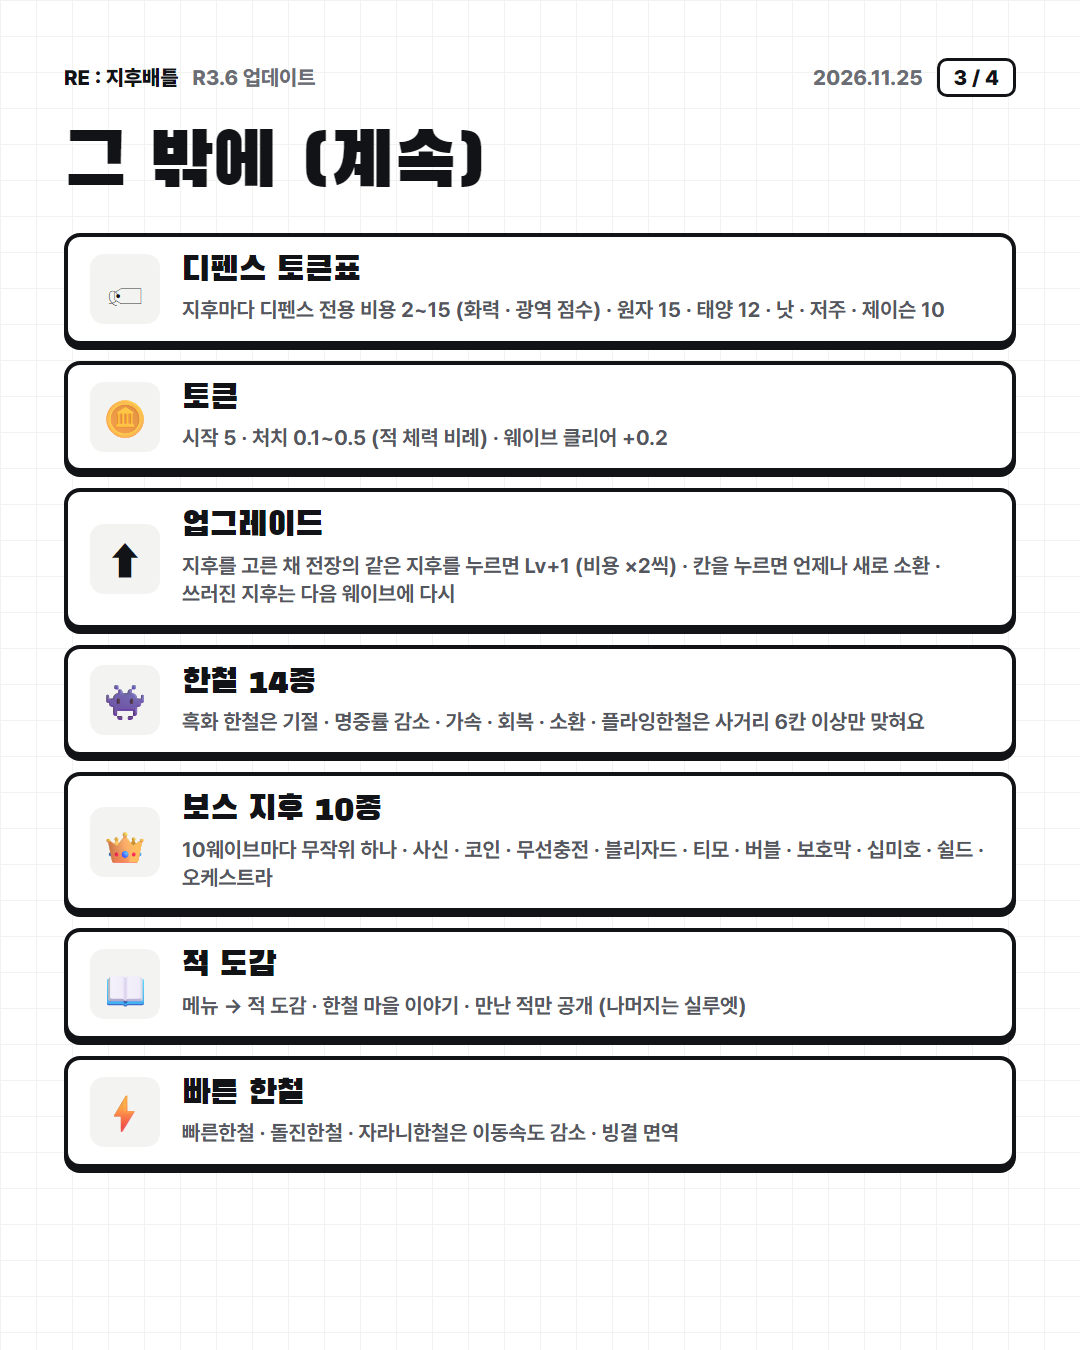 RE : 지후배틀 R3.6 업데이트
2026.11.25 3 / 4
그 밖에 (계속)
디펜스 토큰표
지후마다 디펜스 전용 비용 2~15 (화력 · 광역 점수) · 원자 15 · 태양 12 · 낫 · 저주 · 제이슨 10
토큰
시작 5 · 처치 0.1~0.5 (적 체력 비례) · 웨이브 클리어 +0.2
업그레이드
지후를 고른 채 전장의 같은 지후를 누르면 Lv+1 (비용 ×2씩) · 칸을 누르면 언제나 새로 소환 ·
쓰러진 지후는 다음 웨이브에 다시
한철 14종
흑화 한철은 기절 · 명중률 감소 · 가속 · 회복 · 소환 · 플라잉한철은 사거리 6칸 이상만 맞혀요
보스 지후 10종
10웨이브마다 무작위 하나 · 사신 · 코인 · 무선충전 · 블리자드 · 티모 · 버블 · 보호막 · 십미호 · 쉴드 ·
오케스트라
적 도감
메뉴 → 적 도감 · 한철 마을 이야기 · 만난 적만 공개 (나머지는 실루엣)
빠른 한철
빠른한철 · 돌진한철 · 자라니한철은 이동속도 감소 · 빙결 면역